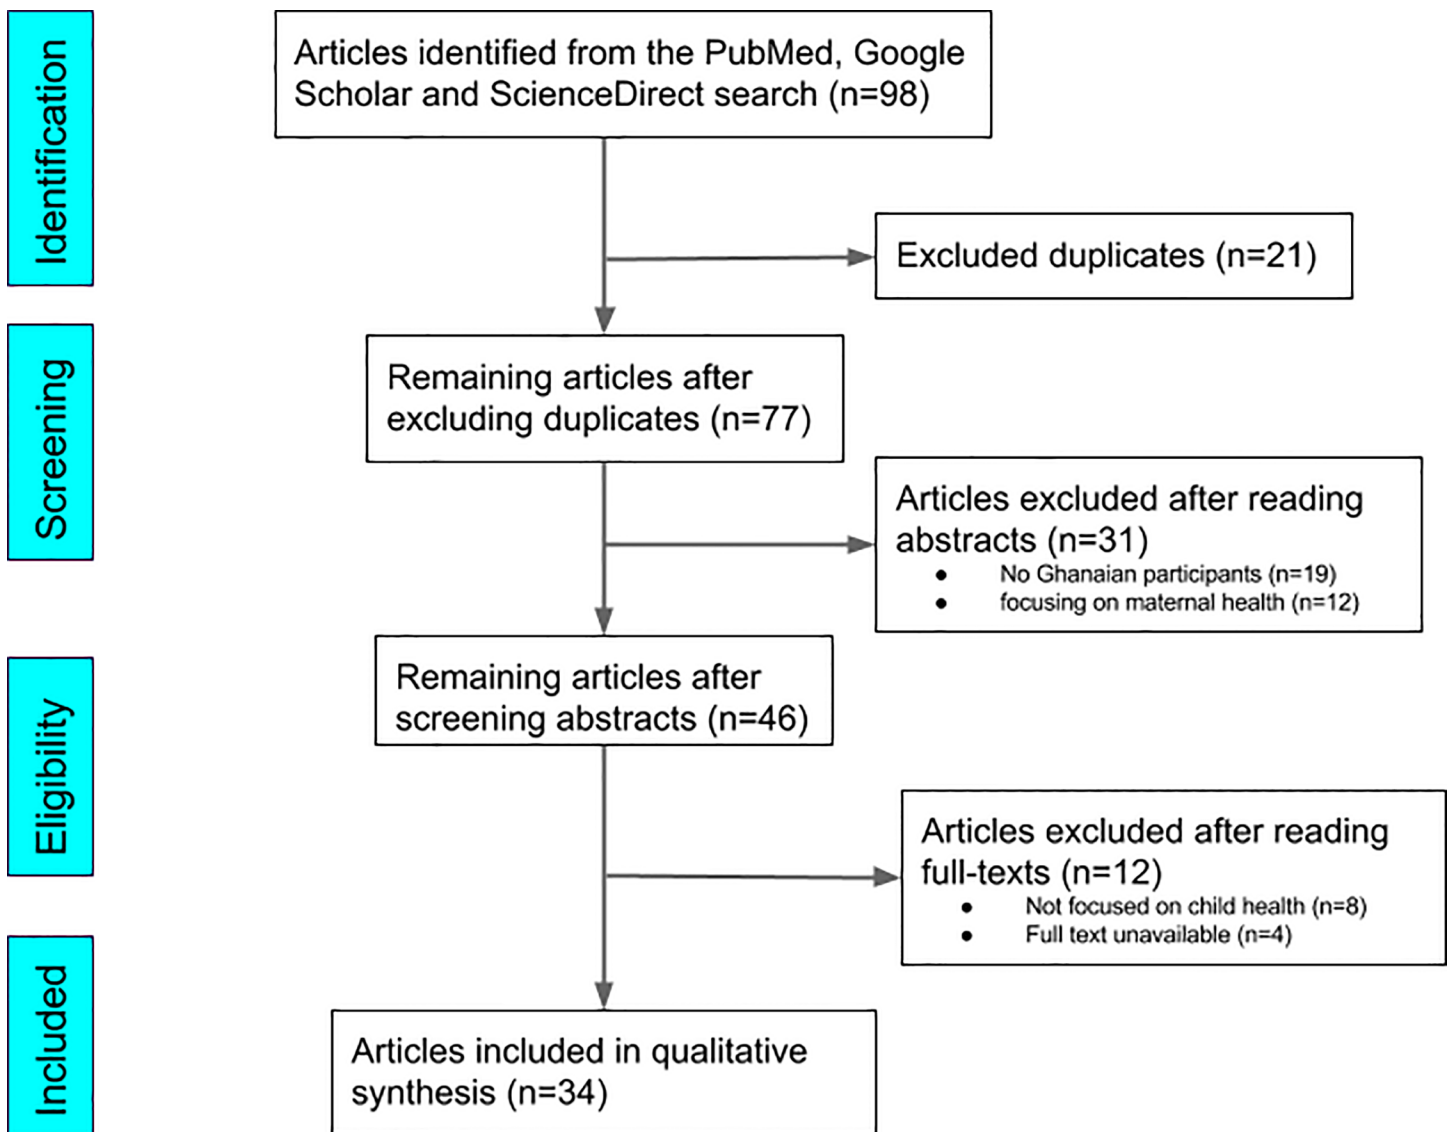 Identification
Articles identified from the PubMed, Google
Scholar and ScienceDirect search (n=98)
Excluded duplicates (n=21)
Screening
Remaining articles after
excluding duplicates (n=77)
Articles excluded after reading
abstracts (n=31)
• No Ghanaian participants (n=19)
• focusing on maternal health (n=12)
Eligibility
Remaining articles after
screening abstracts (n=46)
Articles excluded after reading
full-texts (n=12)
• Not focused on child health (n=8)
• Full text unavailable (n=4)
Included
Articles included in qualitative
synthesis (n=34)